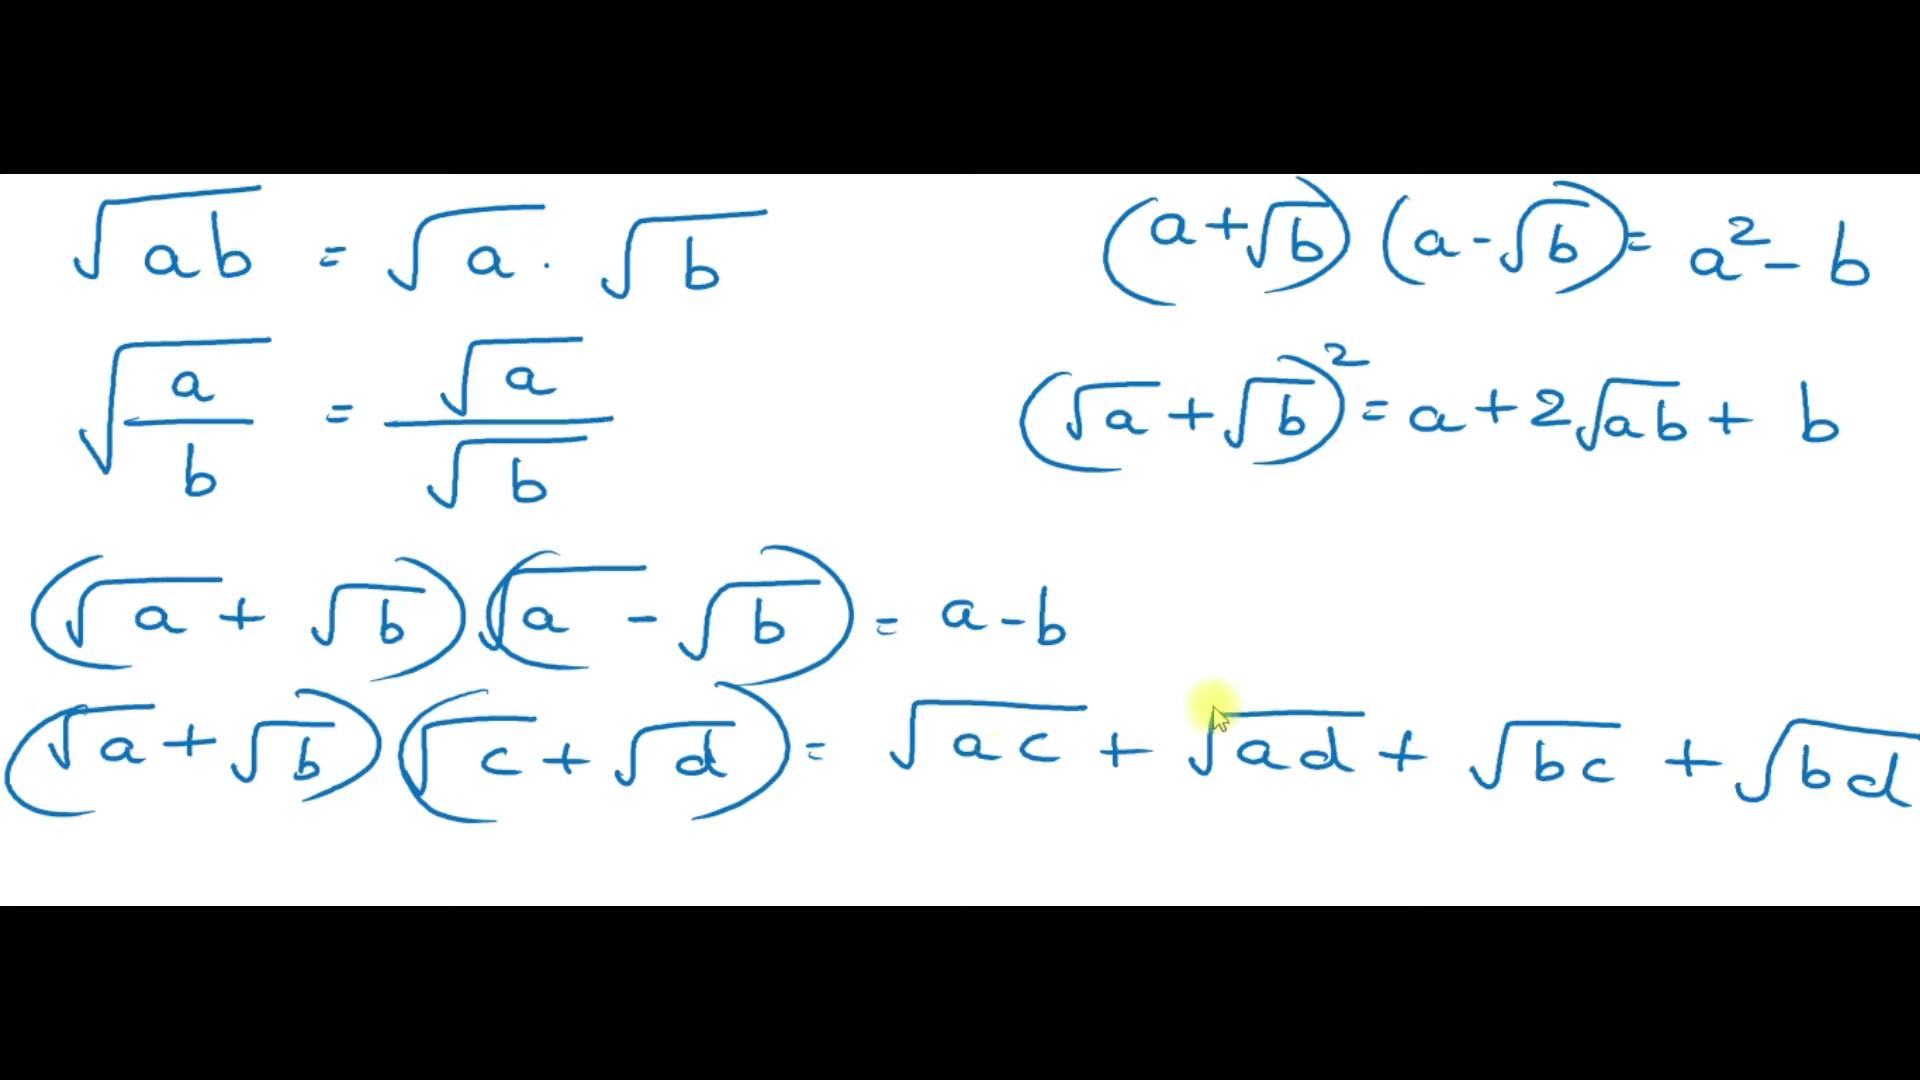 √ab = √a · √b
(a+√b)(a-√b) = a² - b
√(a/b) = √a/√b
(√a+√b)² = a+2√ab + b
(√a + √b)(√a - √b) = a-b
(√a+√b)(√c+√d) = √ac + √ad + √bc + √bd